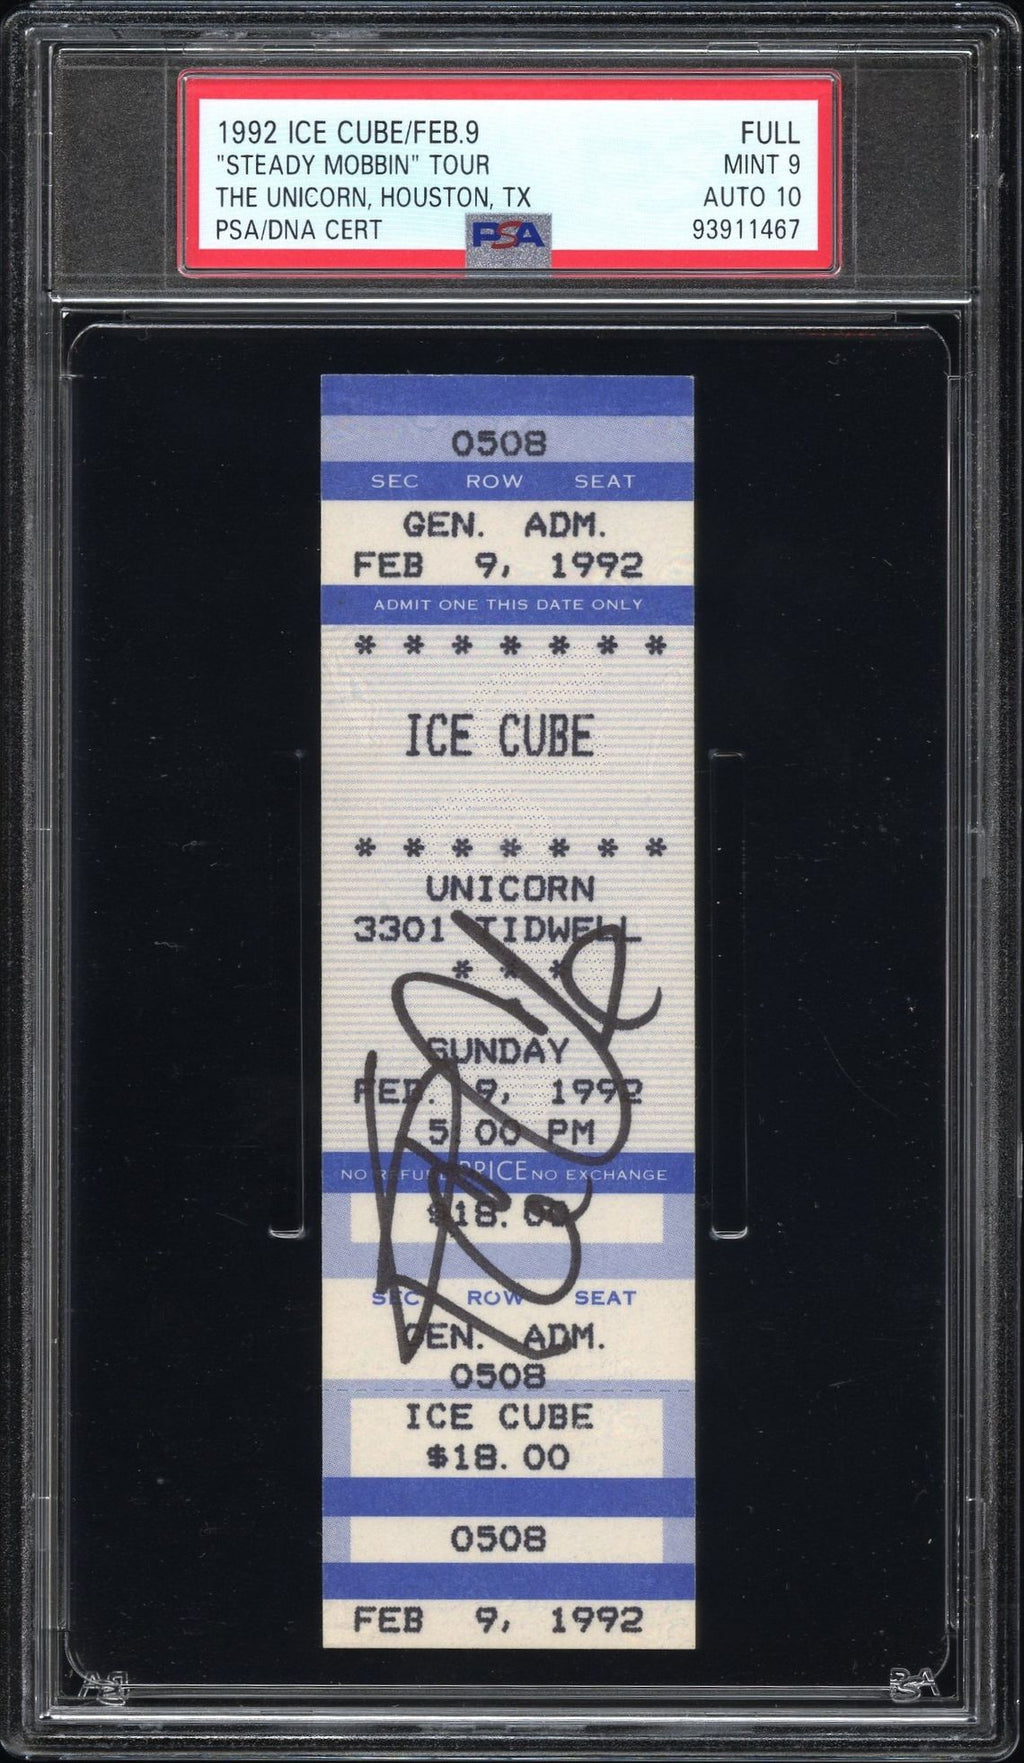 1992 ICE CUBE/FEB.9 FULL
"STEADY MOBBIN" TOUR MINT 9
THE UNICORN, HOUSTON, TX AUTO 10
PSA/DNA CERT PSA 93911467
0508
SEC ROW SEAT
GEN. ADM.
FEB 9, 1992
ADMIT ONE THIS DATE ONLY
* * * * * * *
ICE CUBE
* * * * * * *
UNICORN
3301 TIDWELL
* * *
SUNDAY
FEB. 9, 1992
5:00 PM
NO REFUND PRICE NO EXCHANGE
$18.00
SEC ROW SEAT
GEN. ADM.
0508
ICE CUBE
$18.00
0508
FEB 9, 1992
PSA PSA